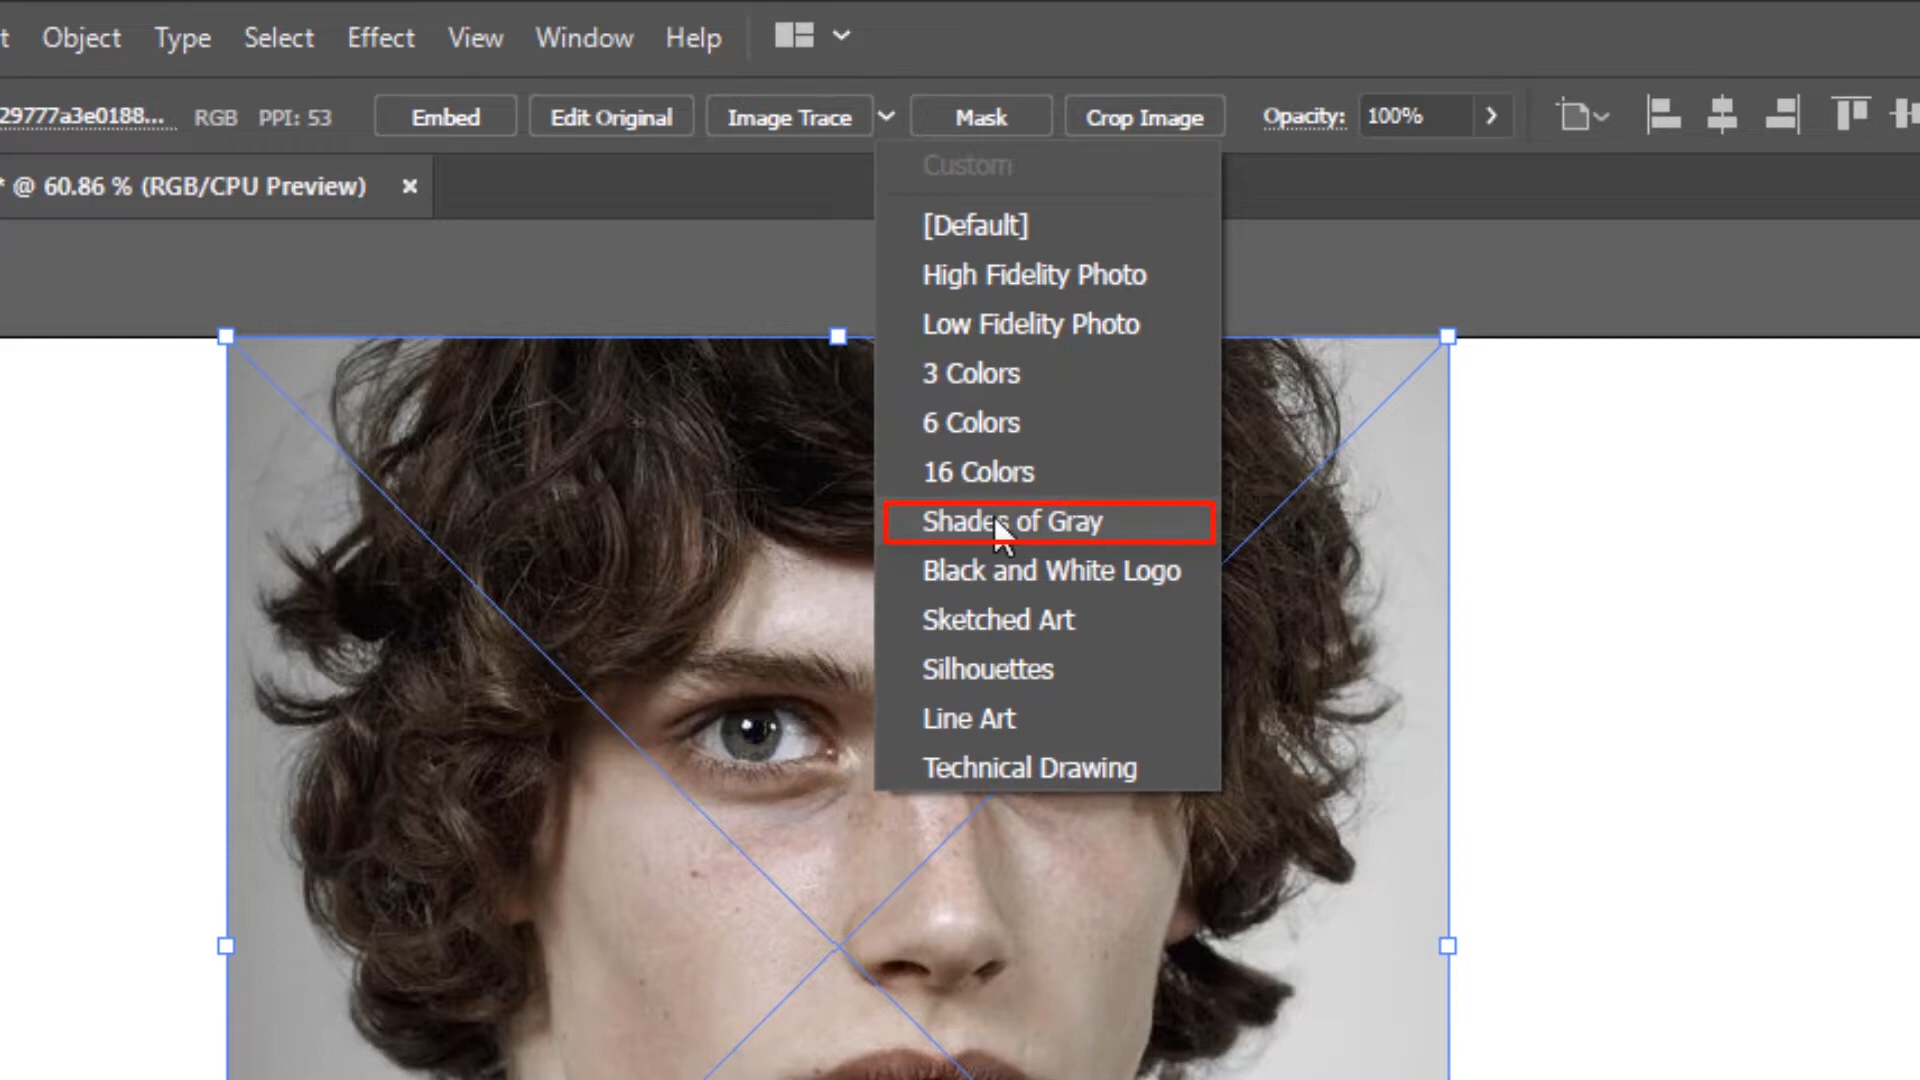 t Object Type Select Effect View Window Help
29777a3e0188... RGB PPI: 53 Embed Edit Original Image Trace Mask Crop Image Opacity: 100%
* @ 60.86 % (RGB/CPU Preview) ×
Custom
[Default]
High Fidelity Photo
Low Fidelity Photo
3 Colors
6 Colors
16 Colors
Shades of Gray
Black and White Logo
Sketched Art
Silhouettes
Line Art
Technical Drawing